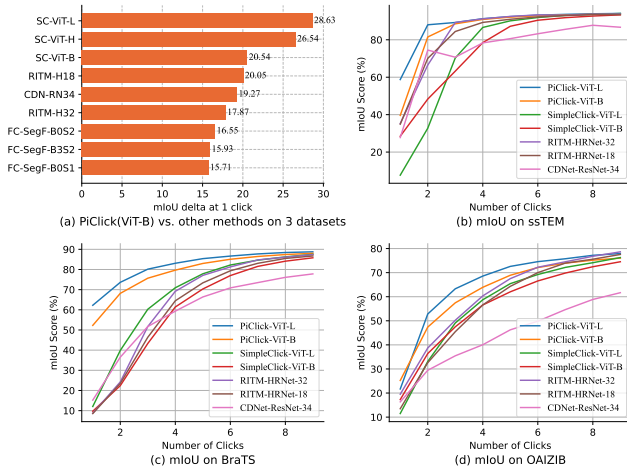 SC-ViT-L
28.63
SC-ViT-H
26.54
SC-ViT-B
20.54
RITM-H18
20.05
CDN-RN34
19.27
RITM-H32
17.87
FC-SegF-B0S2
16.55
FC-SegF-B3S2
15.93
FC-SegF-B0S1
15.71
0 5 10 15 20 25 30
mIoU delta at 1 click
(a) PiClick(ViT-B) vs. other methods on 3 datasets
mIoU Score (%)
80
60
40
20
PiClick-ViT-L
PiClick-ViT-B
SimpleClick-ViT-L
SimpleClick-ViT-B
RITM-HRNet-32
RITM-HRNet-18
CDNet-ResNet-34
2 4 6 8
Number of Clicks
(b) mIoU on ssTEM
mIoU Score (%)
90
80
70
60
50
40
30
20
10
PiClick-ViT-L
PiClick-ViT-B
SimpleClick-ViT-L
SimpleClick-ViT-B
RITM-HRNet-32
RITM-HRNet-18
CDNet-ResNet-34
2 4 6 8
Number of Clicks
(c) mIoU on BraTS
mIoU Score (%)
80
70
60
50
40
30
20
10
PiClick-ViT-L
PiClick-ViT-B
SimpleClick-ViT-L
SimpleClick-ViT-B
RITM-HRNet-32
RITM-HRNet-18
CDNet-ResNet-34
2 4 6 8
Number of Clicks
(d) mIoU on OAIZIB